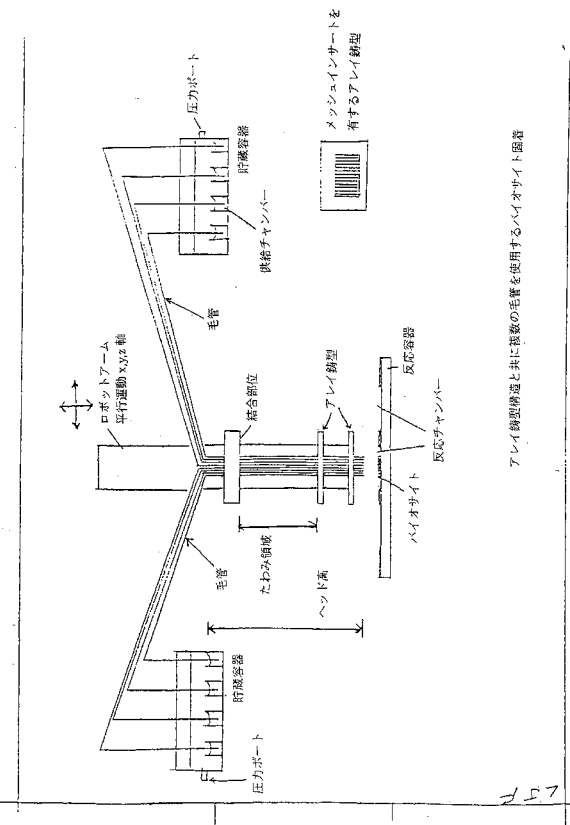 圧力ポート
貯蔵容器
毛管
ロボットアーム
平行運動 x,y,z 軸
結合部位
たわみ領域
ヘッド高
アレイ鋳型
毛管
供給チャンバー
貯蔵容器
圧力ポート
メッシュインサートを
有するアレイ鋳型
バイオサイト
反応チャンバー
反応容器
アレイ鋳型構造と共に複数の毛管を使用するバイオサイト固着